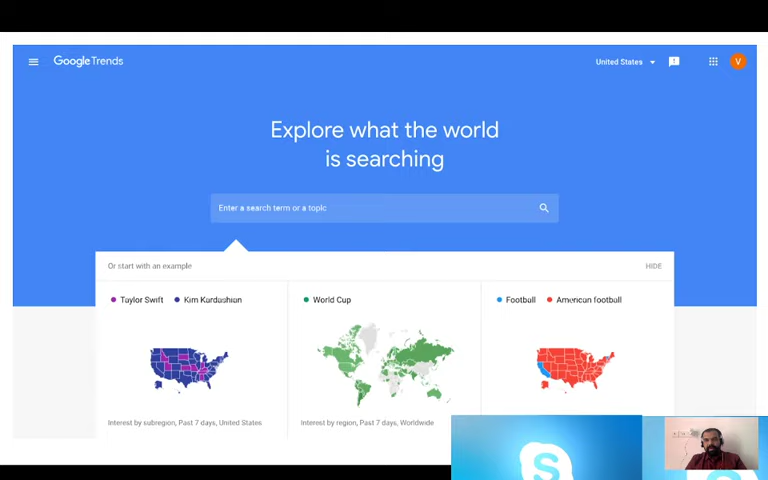 Google Trends
United States
V
Explore what the world
is searching
Enter a search term or a topic
Or start with an example
HIDE
Taylor Swift Kim Kardashian
World Cup
Football American football
Interest by subregion, Past 7 days, United States
Interest by region, Past 7 days, Worldwide
S